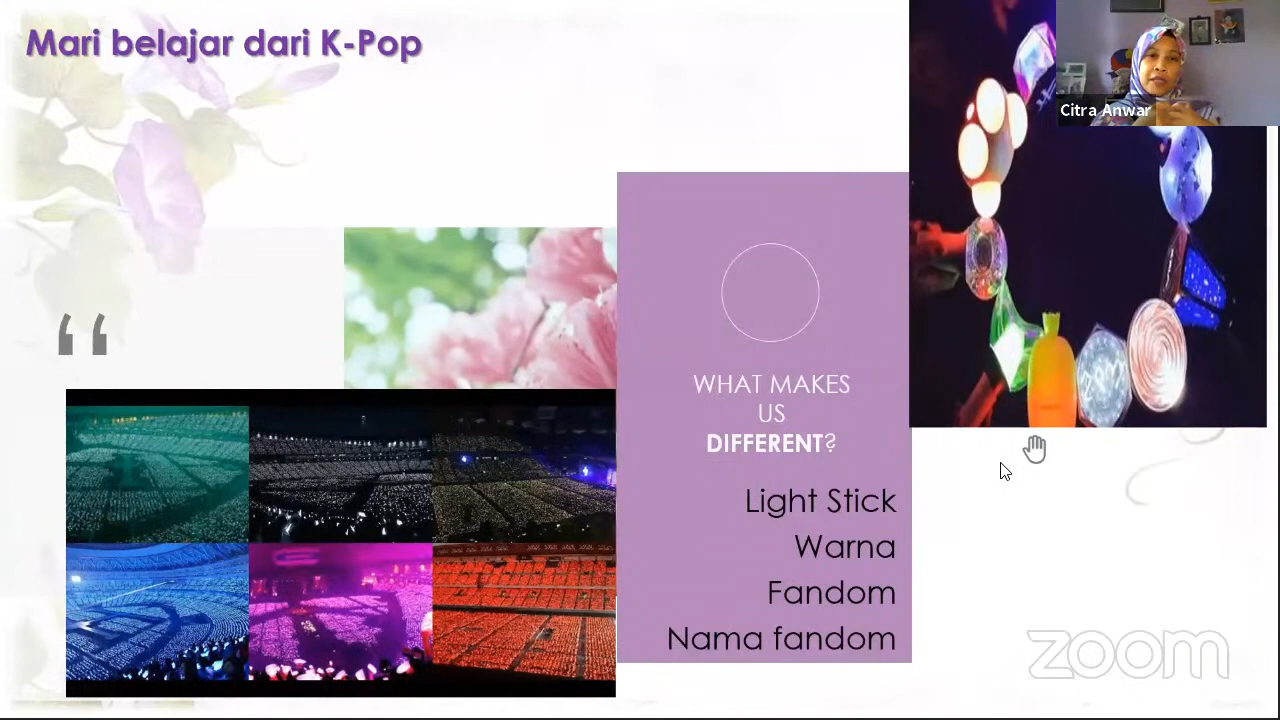 Mari belajar dari K-Pop
Citra Anwar
“
WHAT MAKES
US
DIFFERENT?
Light Stick
Warna
Fandom
Nama fandom
zoom